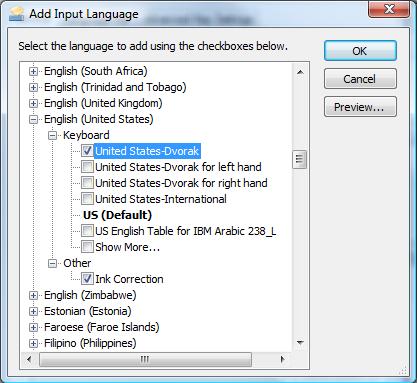 Add Input Language
Select the language to add using the checkboxes below.
OK
Cancel
Preview...
English (South Africa)
English (Trinidad and Tobago)
English (United Kingdom)
English (United States)
Keyboard
United States-Dvorak
United States-Dvorak for left hand
United States-Dvorak for right hand
United States-International
US (Default)
US English Table for IBM Arabic 238_L
Show More...
Other
Ink Correction
English (Zimbabwe)
Estonian (Estonia)
Faroese (Faroe Islands)
Filipino (Philippines)